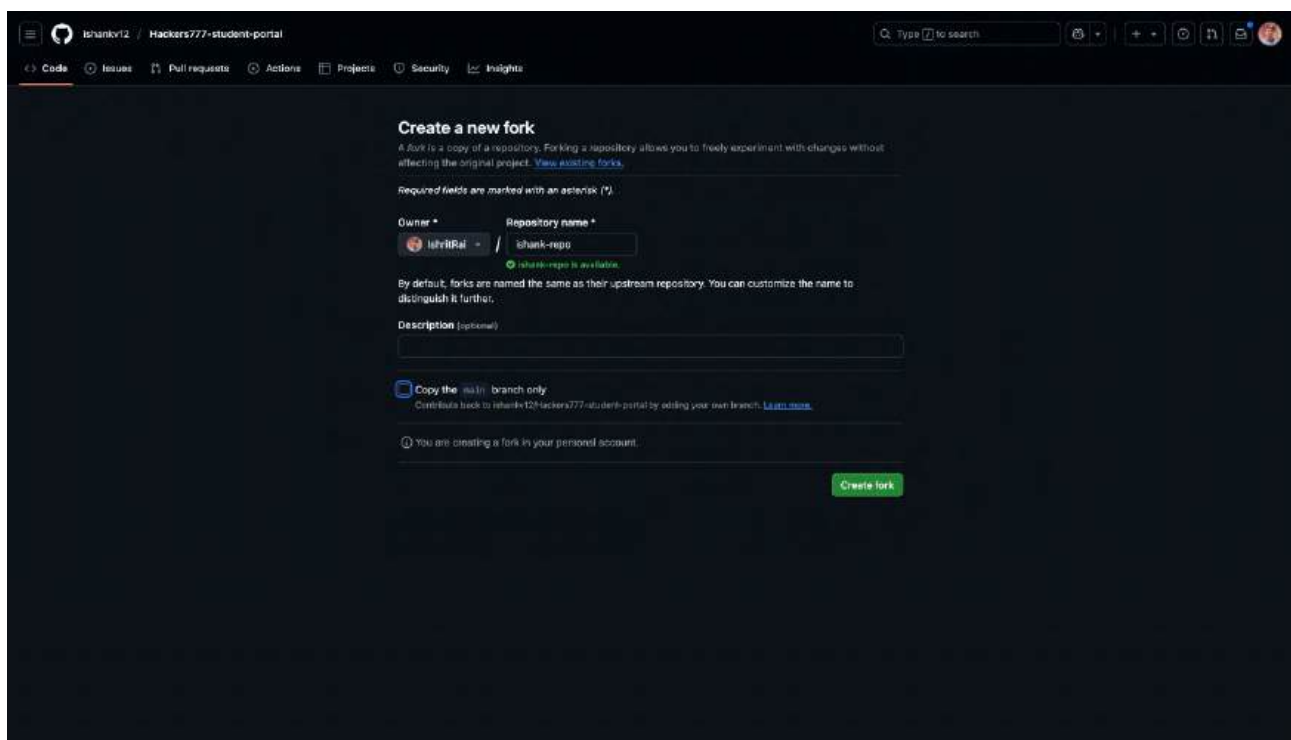 ishankv12 / Hackers777-student-portal
Type / to search
Code Issues Pull requests Actions Projects Security Insights
Create a new fork
A fork is a copy of a repository. Forking a repository allows you to freely experiment with changes without
affecting the original project. View existing forks.
Required fields are marked with an asterisk (*).
Owner * Repository name *
IshritRai / ishank-repo
ishank-repo is available.
By default, forks are named the same as their upstream repository. You can customize the name to
distinguish it further.
Description (optional)
Copy the main branch only
Contribute back to ishankv12/Hackers777-student-portal by adding your own branch. Learn more.
You are creating a fork in your personal account.
Create fork